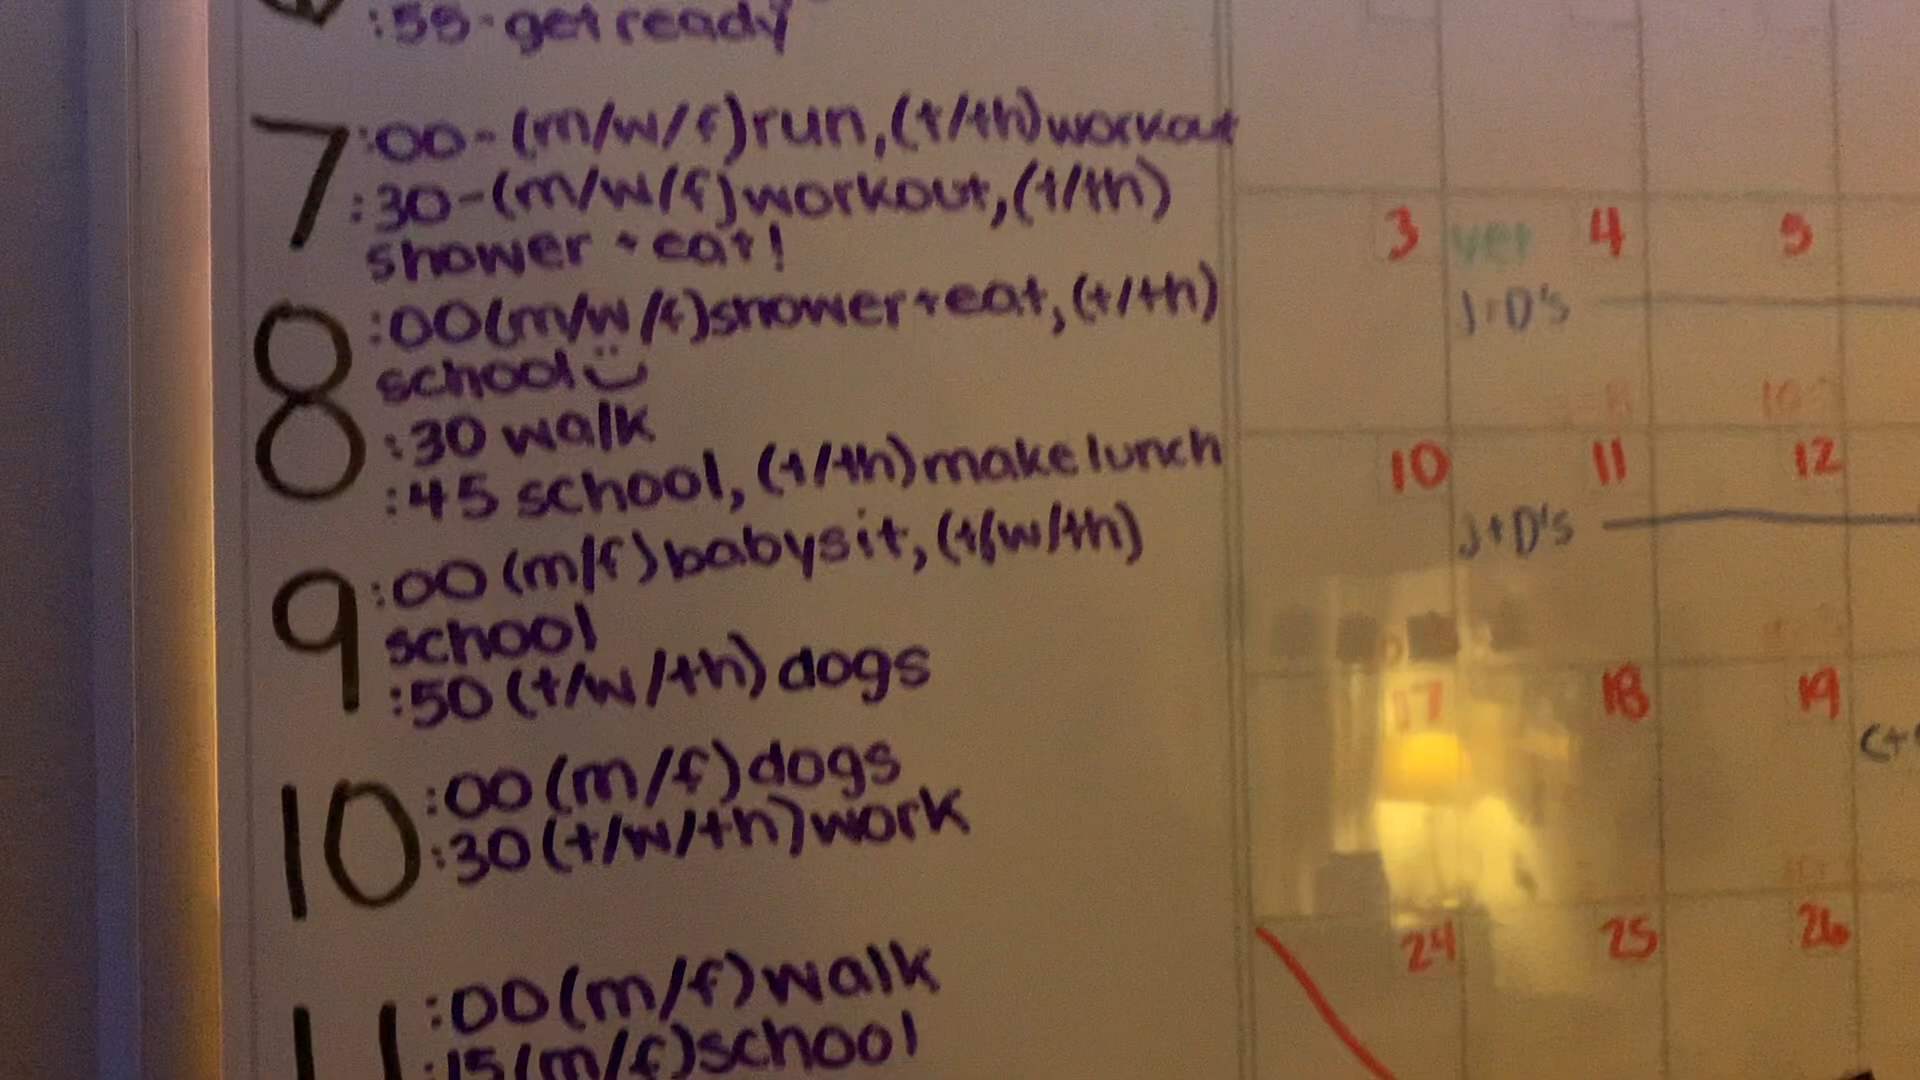 :55-get ready
7 :00-(m/w/f)run,(t/th)workout
:30-(m/w/f)workout,(t/th)
shower + eat!
8 :00(m/w/f)shower+eat,(t/th)
school
:30 walk
:45 school, (t/th)make lunch
9 :00 (m/f)babysit, (t/w/th)
school
:50 (t/w/th) dogs
10 :00 (m/f)dogs
:30 (t/w/th)work
11 :00 (m/f)walk
:15(m/f)school
3 vet 4 5
J+D's
10 11 12
J+D's
17 18 19
24 25 26